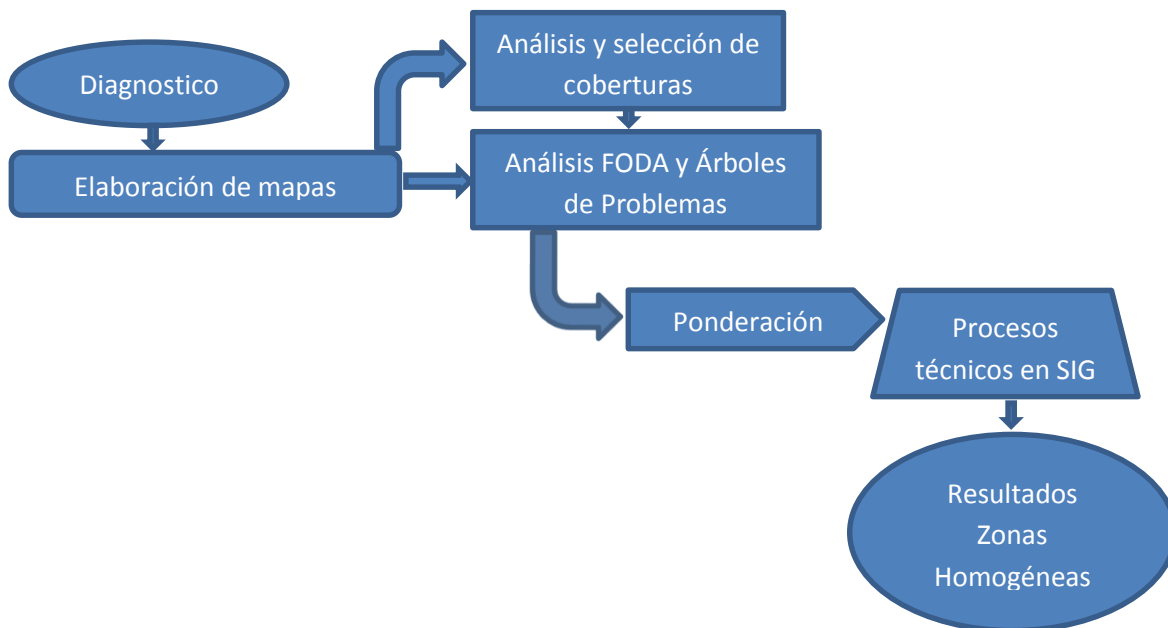 Diagnostico
Elaboración de mapas
Análisis y selección de
coberturas
Análisis FODA y Árboles
de Problemas
Ponderación
Procesos
técnicos en SIG
Resultados
Zonas
Homogéneas